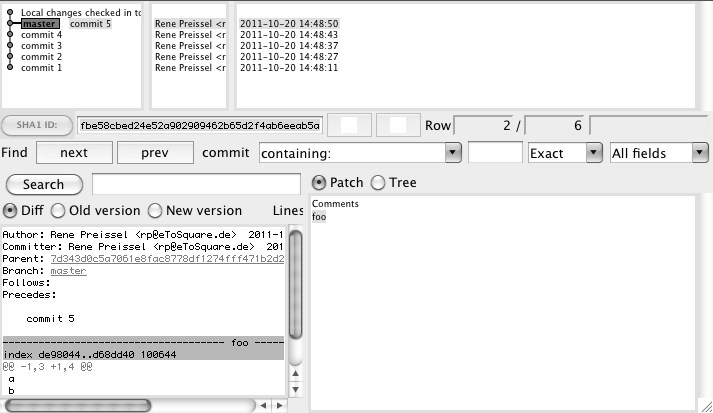 Local changes checked in to
master commit 5 Rene Preissel <r 2011-10-20 14:48:50
commit 4 Rene Preissel <r 2011-10-20 14:48:43
commit 3 Rene Preissel <r 2011-10-20 14:48:37
commit 2 Rene Preissel <r 2011-10-20 14:48:27
commit 1 Rene Preissel <r 2011-10-20 14:48:11
SHA1 ID: fbe58cbed24e52a902909462b65d2f4ab6eeab5a Row 2 / 6
Find next prev commit containing: Exact All fields
Search Patch Tree
Diff Old version New version Lines
Comments
foo
Author: Rene Preissel <rp@eToSquare.de> 2011-1
Committer: Rene Preissel <rp@eToSquare.de> 201
Parent: 7d343d0c5a7061e8fac8778df1274fff471b2d2
Branch: master
Follows:
Precedes:
commit 5
------------------------------ foo -----
index de98044..d68dd40 100644
@@ -1,3 +1,4 @@
a
b